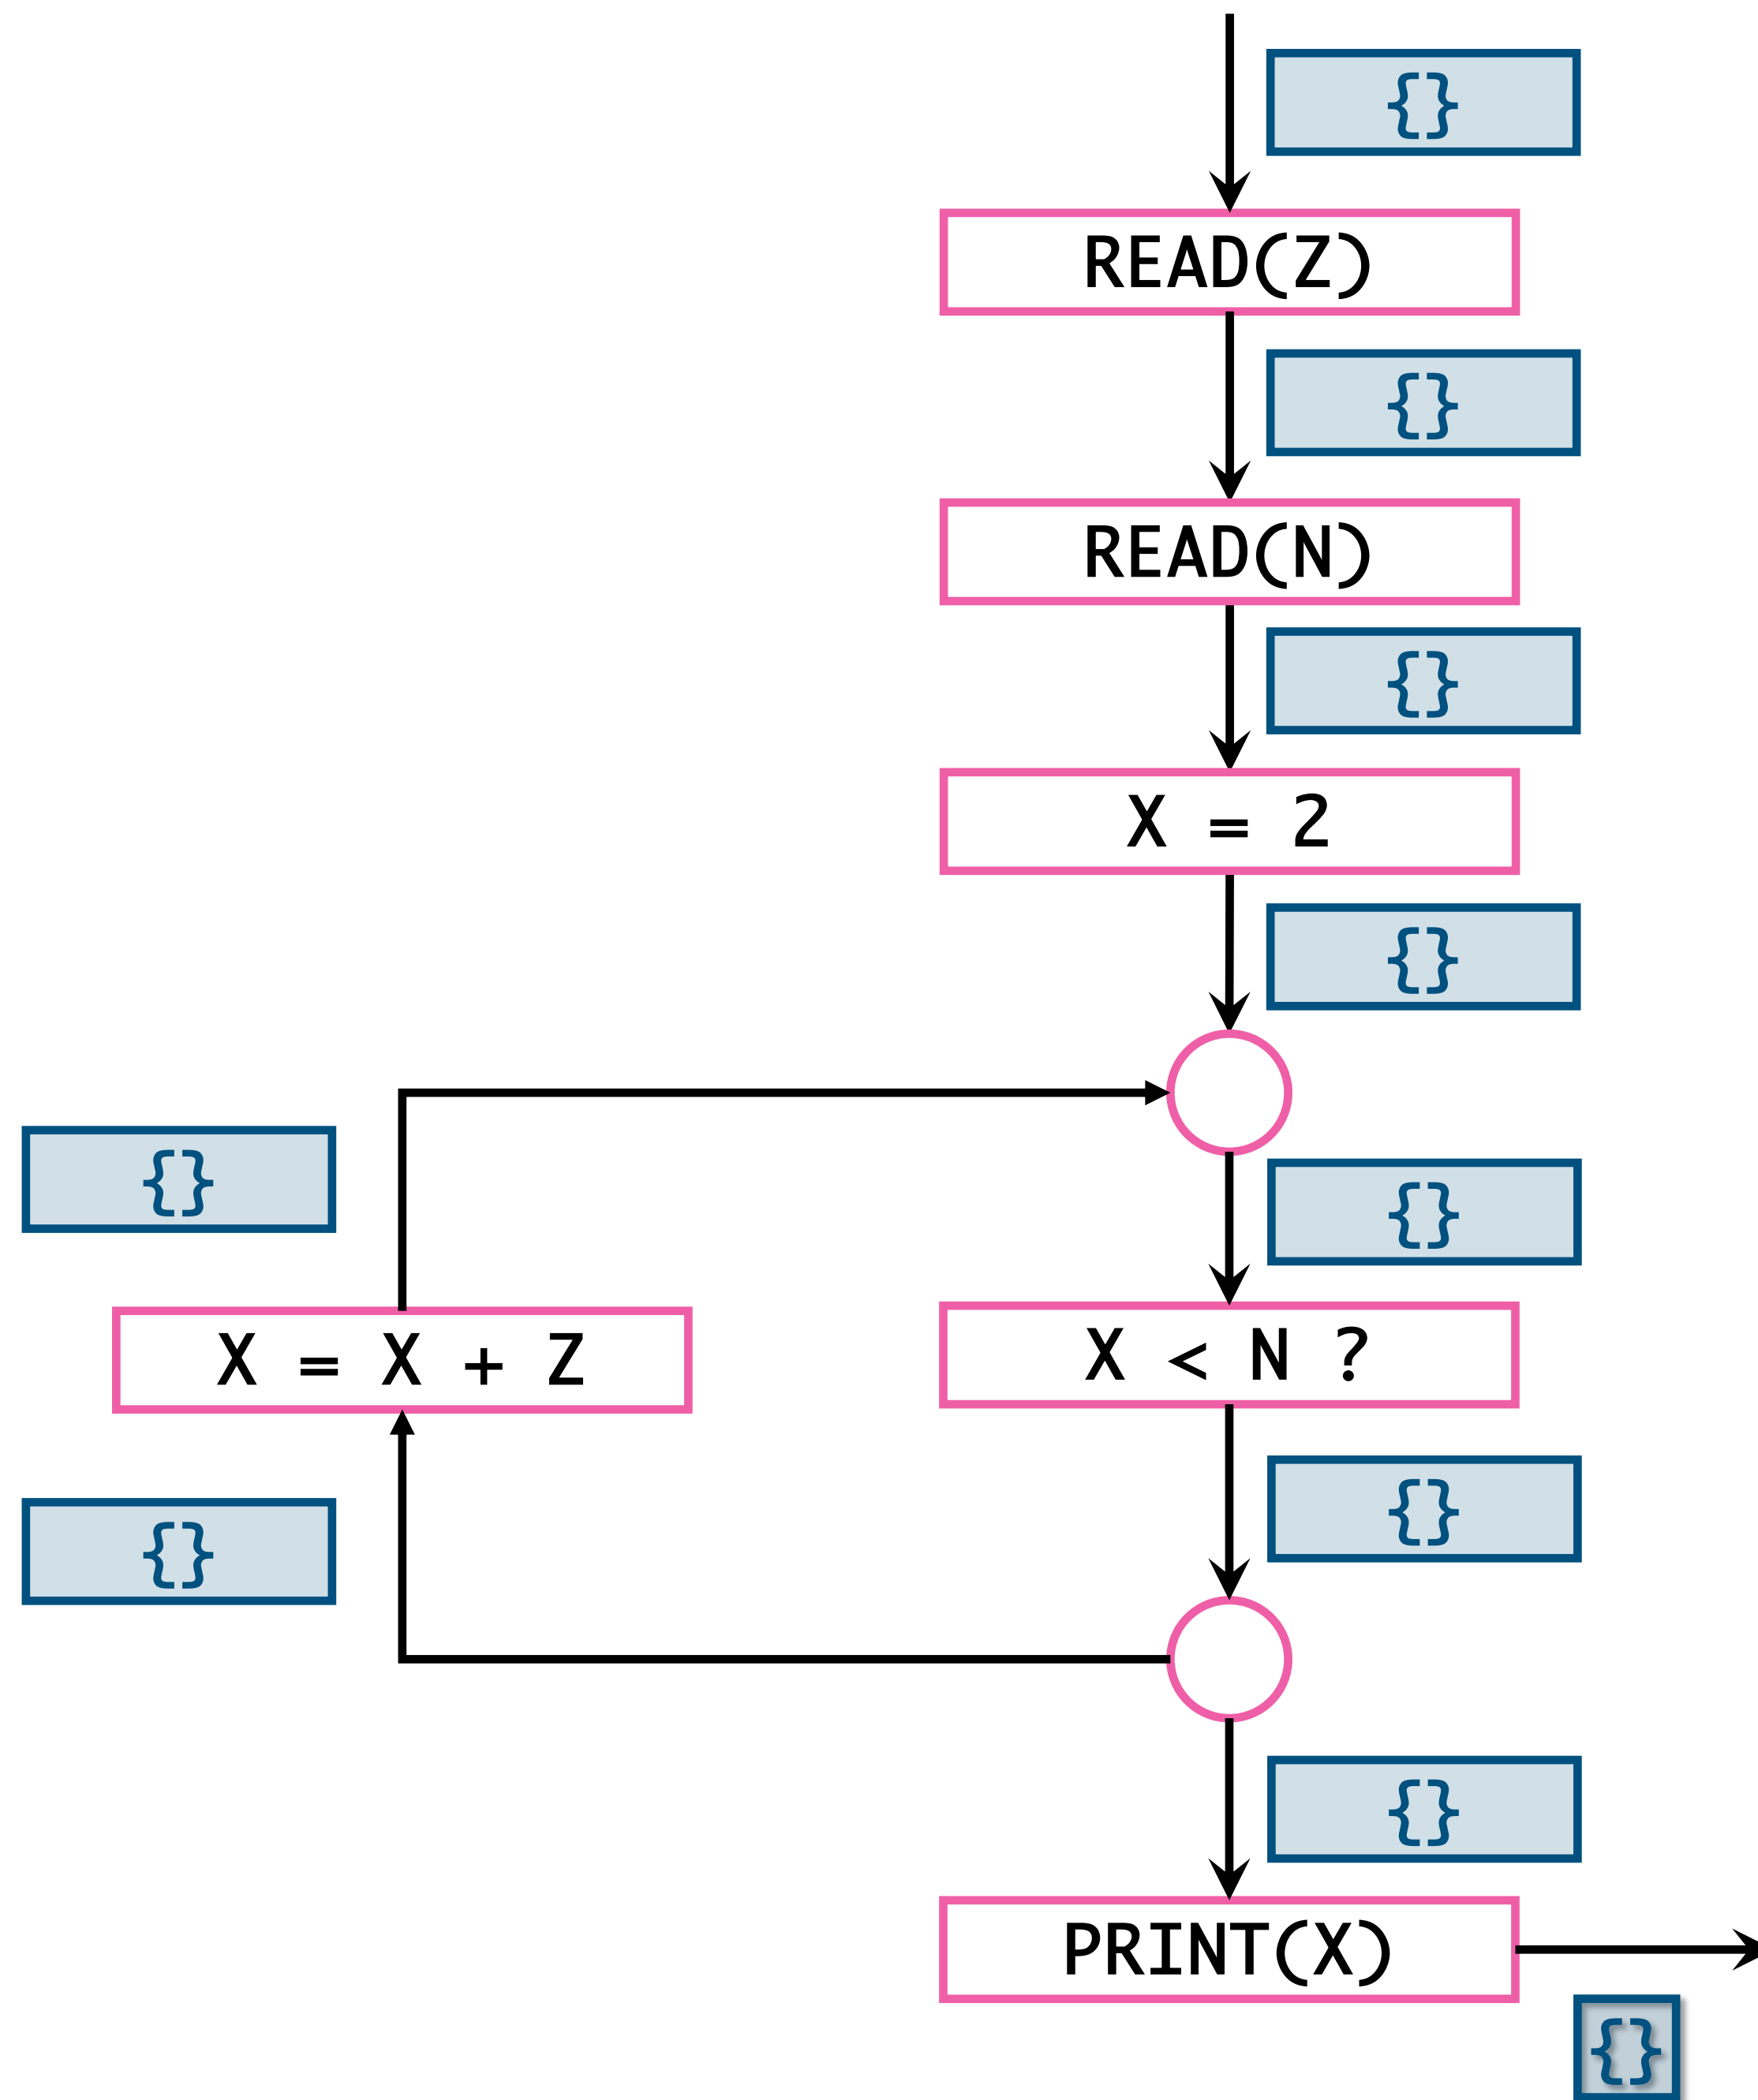 {}
READ(Z)
{}
READ(N)
{}
X = 2
{}
{}
{}
X = X + Z
X < N ?
{}
{}
{}
PRINT(X)
{}